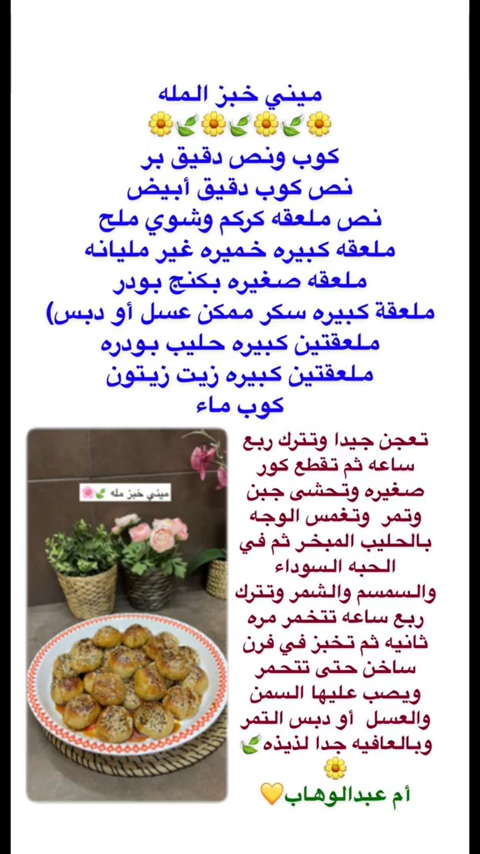 ميني خبز المله
🌼🍃🌼🍃🌼🍃🌼
كوب ونص دقيق بر
نص كوب دقيق أبيض
نص ملعقه كركم وشوي ملح
ملعقه كبيره خميره غير مليانه
ملعقه صغيره بكنج بودر
ملعقة كبيره سكر ممكن عسل أو دبس)
ملعقتين كبيره حليب بودره
ملعقتين كبيره زيت زيتون
كوب ماء
تعجن جيدا وتترك ربع
ساعه ثم تقطع كور
صغيره وتحشى جبن
وتمر وتغمس الوجه
بالحليب المبخر ثم في
الحبه السوداء
والسمسم والشمر وتترك
ربع ساعه تتخمر مره
ثانيه ثم تخبز في فرن
ساخن حتى تتحمر
ويصب عليها السمن
والعسل أو دبس التمر
وبالعافيه جدا لذيذه🍃
🌼
أم عبدالوهاب💛
ميني خبز مله 🍃🌸